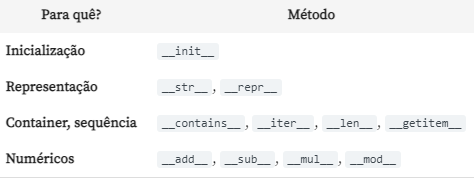 Para quê? Método
Inicialização __init__
Representação __str__ , __repr__
Container, sequência __contains__ , __iter__ , __len__ , __getitem__
Numéricos __add__ , __sub__ , __mul__ , __mod__